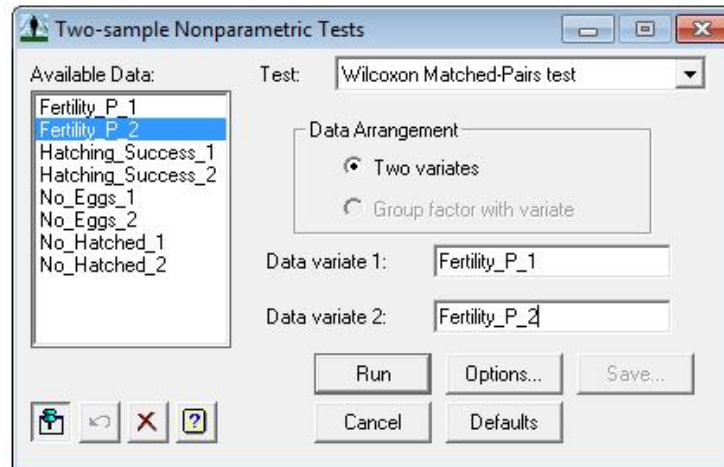 Two-sample Nonparametric Tests
Available Data:
Fertility_P_1
Fertility_P_2
Hatching_Success_1
Hatching_Success_2
No_Eggs_1
No_Eggs_2
No_Hatched_1
No_Hatched_2
Test: Wilcoxon Matched-Pairs test
Data Arrangement
Two variates
Group factor with variate
Data variate 1: Fertility_P_1
Data variate 2: Fertility_P_2
Run Options... Save...
Cancel Defaults